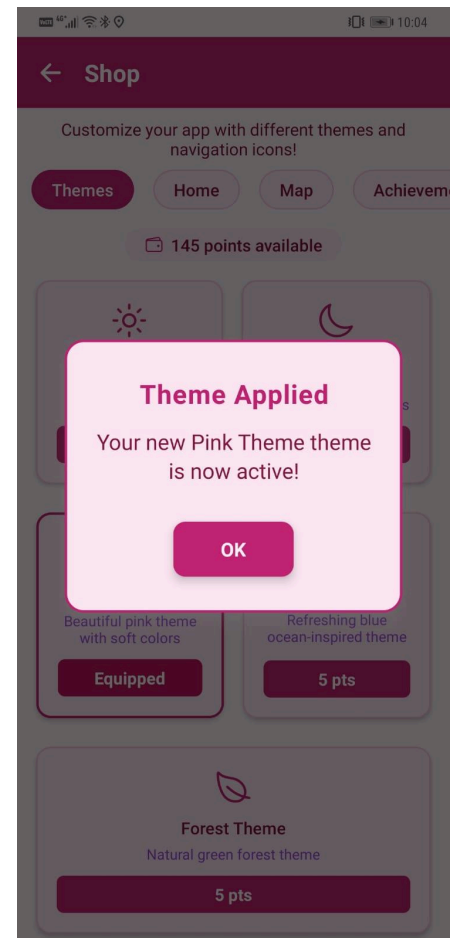 10:04
Shop
Customize your app with different themes and
navigation icons!
Themes
Home
Map
Achievem
145 points available
s
Theme Applied
Your new Pink Theme theme
is now active!
OK
Beautiful pink theme
with soft colors
Refreshing blue
ocean-inspired theme
Equipped
5 pts
Forest Theme
Natural green forest theme
5 pts